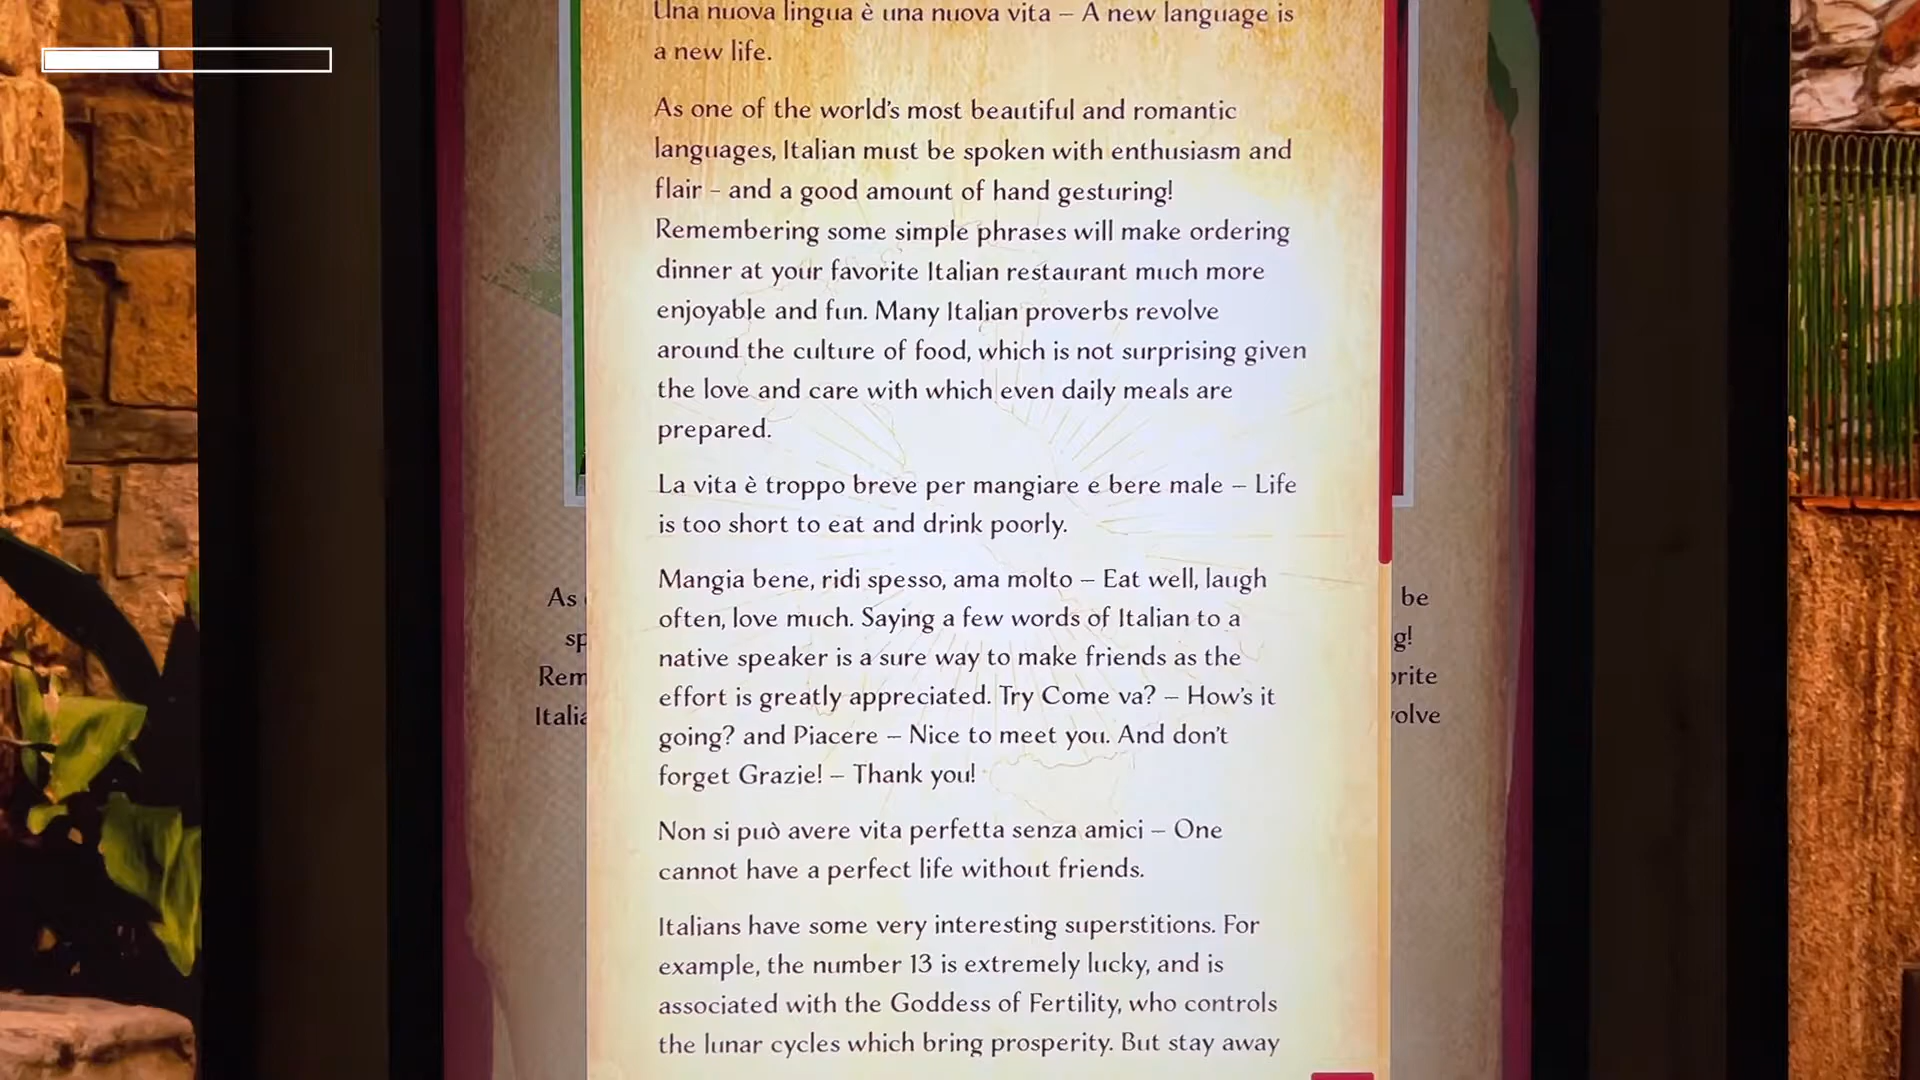 Una nuova lingua è una nuova vita – A new language is
a new life.
As one of the world's most beautiful and romantic
languages, Italian must be spoken with enthusiasm and
flair - and a good amount of hand gesturing!
Remembering some simple phrases will make ordering
dinner at your favorite Italian restaurant much more
enjoyable and fun. Many Italian proverbs revolve
around the culture of food, which is not surprising given
the love and care with which even daily meals are
prepared.
La vita è troppo breve per mangiare e bere male – Life
is too short to eat and drink poorly.
Mangia bene, ridi spesso, ama molto – Eat well, laugh
often, love much. Saying a few words of Italian to a
native speaker is a sure way to make friends as the
effort is greatly appreciated. Try Come va? – How's it
going? and Piacere – Nice to meet you. And don't
forget Grazie! – Thank you!
Non si può avere vita perfetta senza amici – One
cannot have a perfect life without friends.
Italians have some very interesting superstitions. For
example, the number 13 is extremely lucky, and is
associated with the Goddess of Fertility, who controls
the lunar cycles which bring prosperity. But stay away
As
be